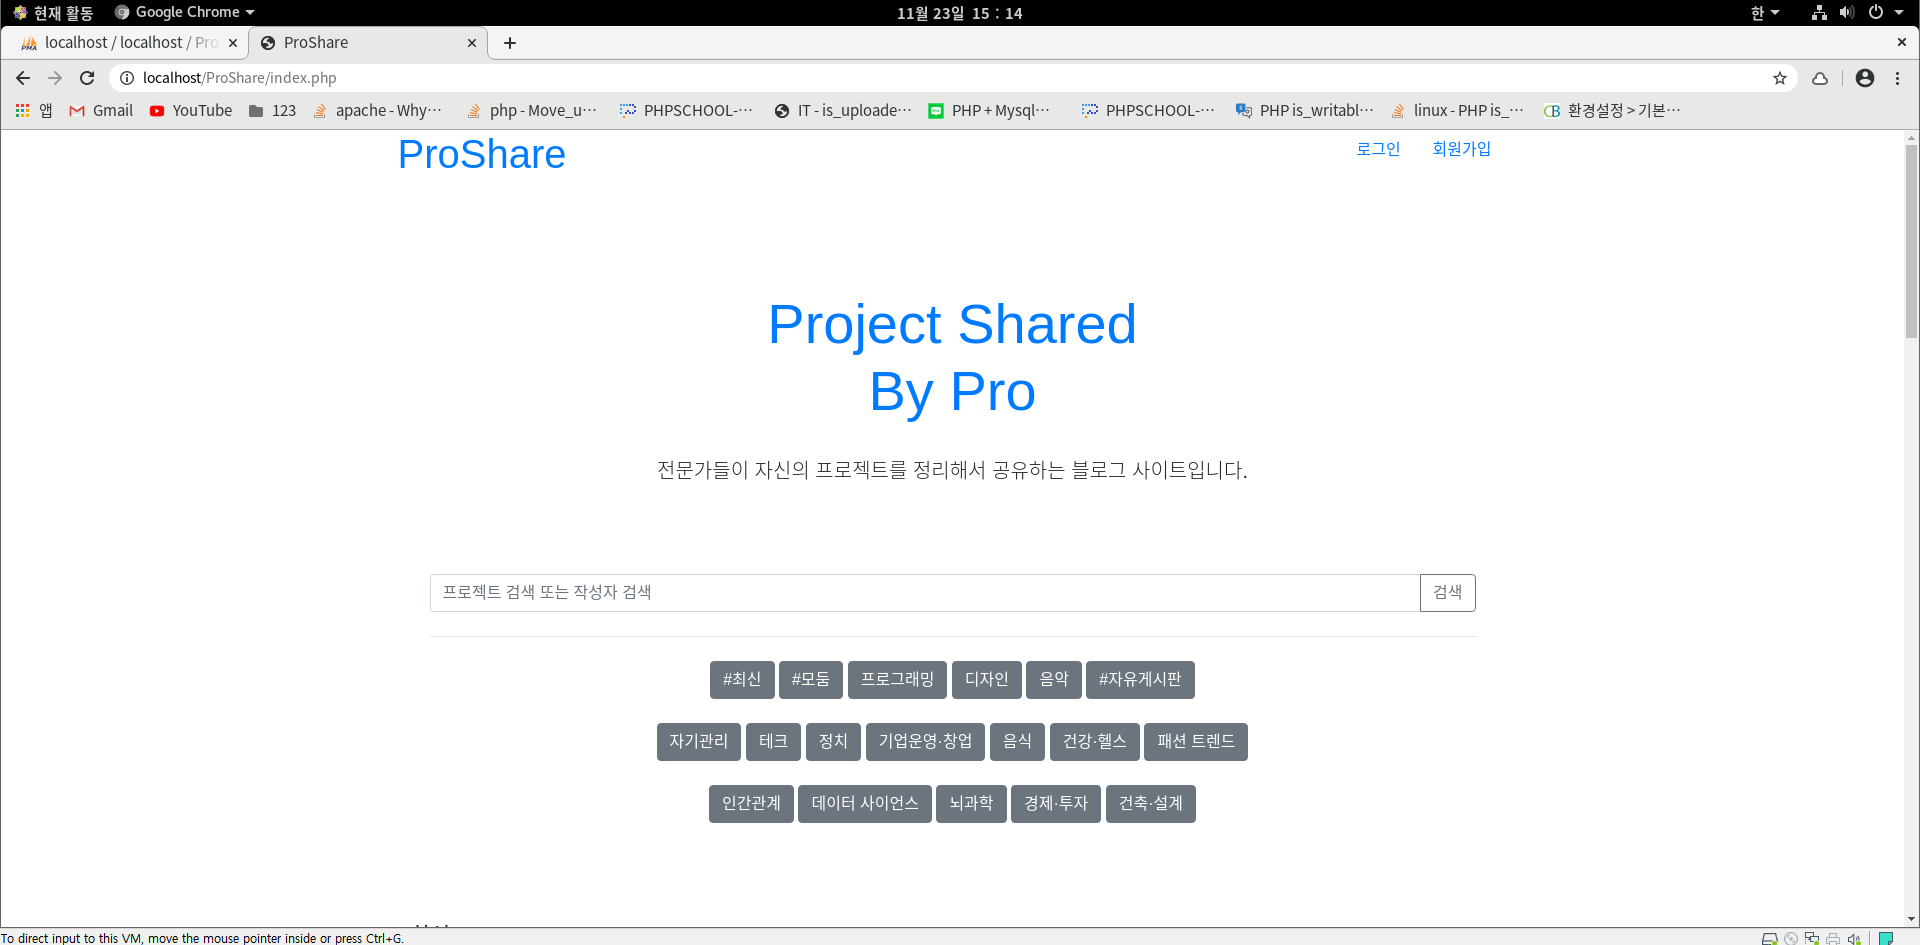 현재 활동 Google Chrome 11월 23일 15 : 14 한
localhost / localhost / Pro ProShare
localhost/ProShare/index.php
앱 Gmail YouTube 123 apache - Why… php - Move_u… PHPSCHOOL-… IT - is_uploade… PHP + Mysql… PHPSCHOOL-… PHP is_writabl… linux - PHP is_… 환경설정 > 기본…
ProShare 로그인 회원가입
Project Shared
By Pro
전문가들이 자신의 프로젝트를 정리해서 공유하는 블로그 사이트입니다.
프로젝트 검색 또는 작성자 검색 검색
#최신 #모둠 프로그래밍 디자인 음악 #자유게시판
자기관리 테크 정치 기업운영·창업 음식 건강·헬스 패션 트렌드
인간관계 데이터 사이언스 뇌과학 경제·투자 건축·설계
To direct input to this VM, move the mouse pointer inside or press Ctrl+G.